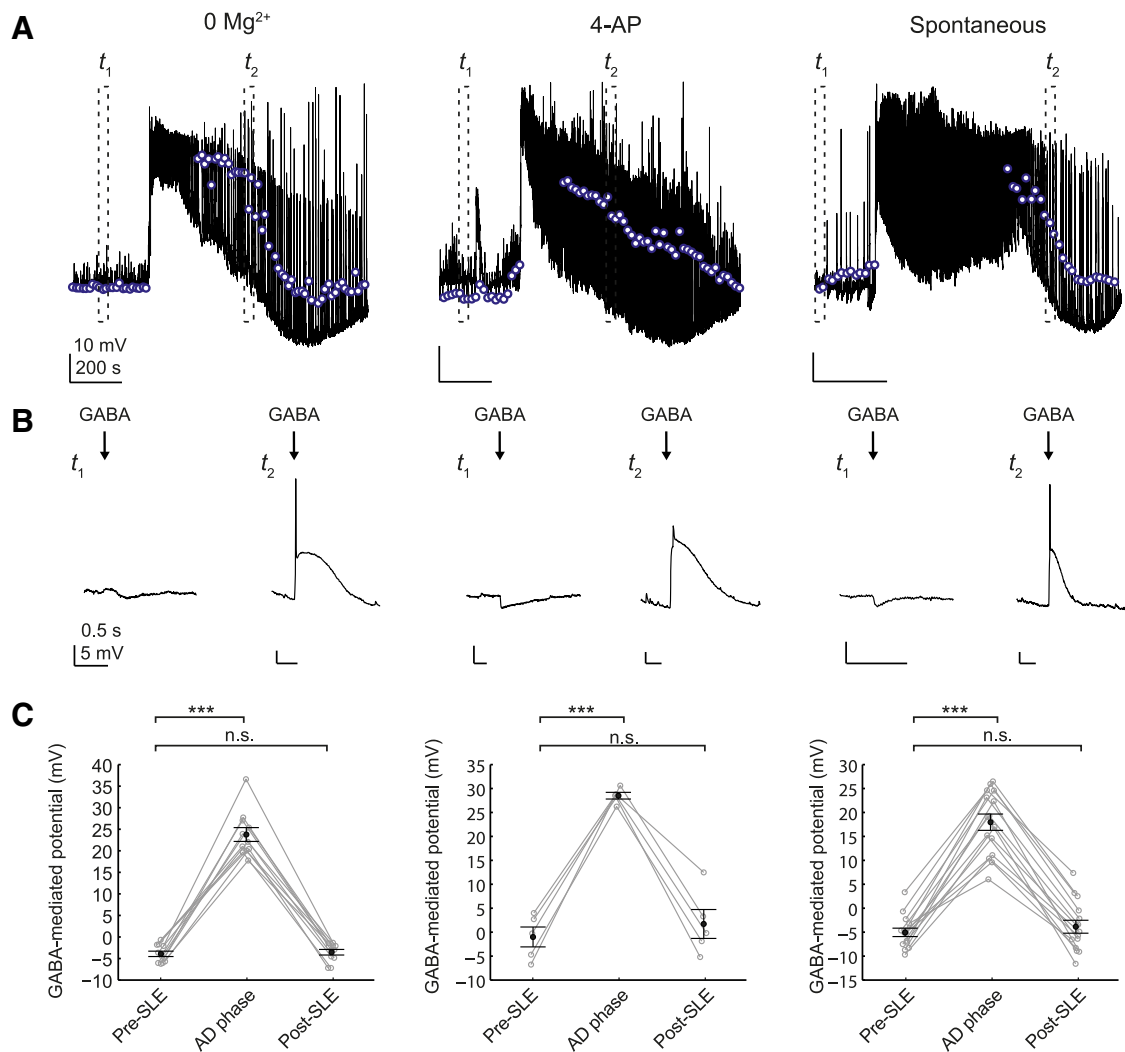 A
0 Mg²⁺
4-AP
Spontaneous
t₁
t₂
t₁
t₂
t₁
t₂
10 mV
200 s
B
GABA
GABA
GABA
GABA
GABA
GABA
t₁
t₂
t₁
t₂
t₁
t₂
0.5 s
5 mV
C
***
n.s.
GABA-mediated potential (mV)
40
35
30
25
20
15
10
5
0
−5
−10
Pre-SLE
AD phase
Post-SLE
***
n.s.
GABA-mediated potential (mV)
35
30
25
20
15
10
5
0
−5
−10
Pre-SLE
AD phase
Post-SLE
***
n.s.
GABA-mediated potential (mV)
30
25
20
15
10
5
0
−5
−10
−15
Pre-SLE
AD phase
Post-SLE